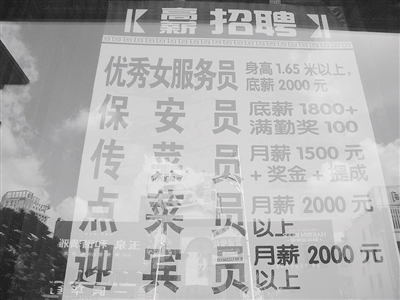 高薪招聘
优秀女服务员 身高1.65米以上，
底薪2000元
保安员 底薪1800+
满勤奖100
传菜员 月薪1500元
+奖金+提成
点菜员 月薪2000元
以上
迎宾员 月薪2000元
以上